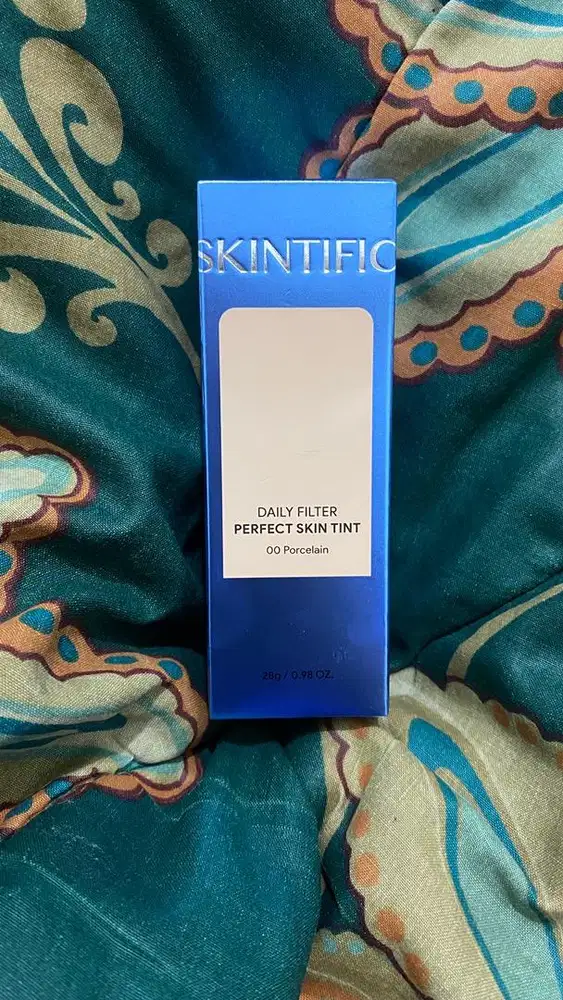 SKINTIFIC
DAILY FILTER
PERFECT SKIN TINT
00 Porcelain
28g / 0.98 OZ.